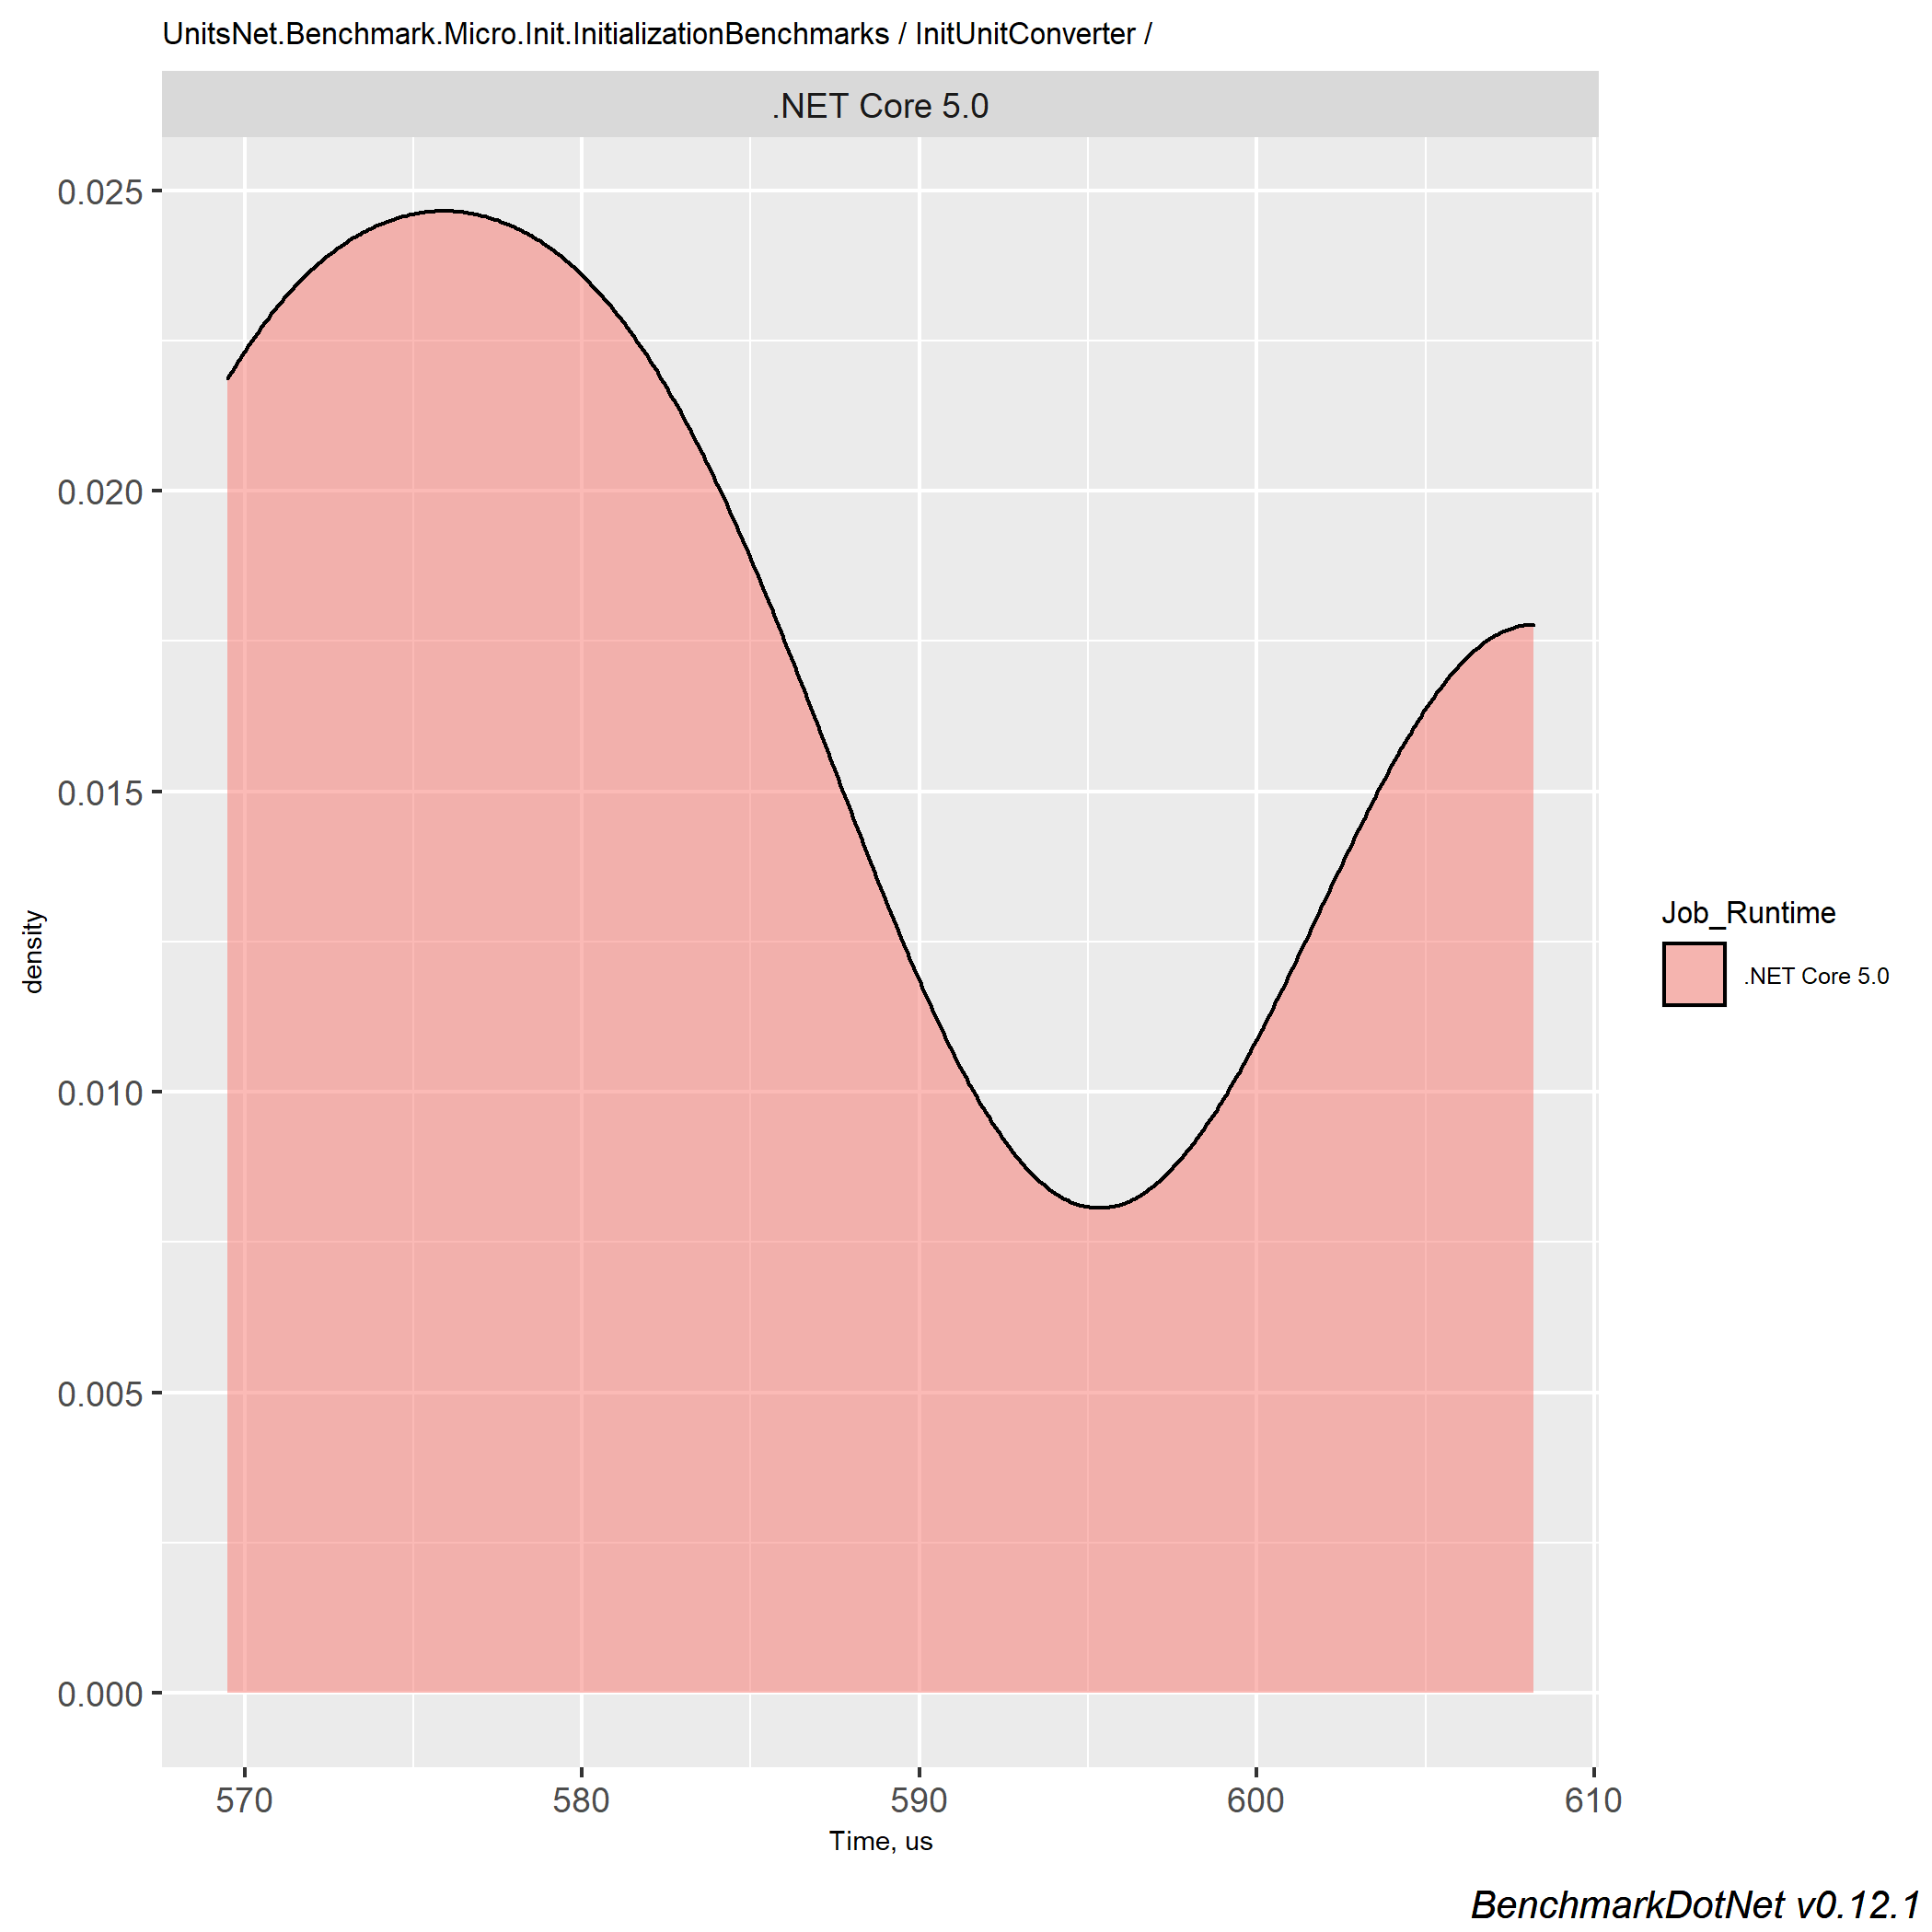 UnitsNet.Benchmark.Micro.Init.InitializationBenchmarks / InitUnitConverter /
.NET Core 5.0
0.025
0.020
0.015
0.010
0.005
0.000
density
570 580 590 600 610
Time, us
Job_Runtime
.NET Core 5.0
BenchmarkDotNet v0.12.1